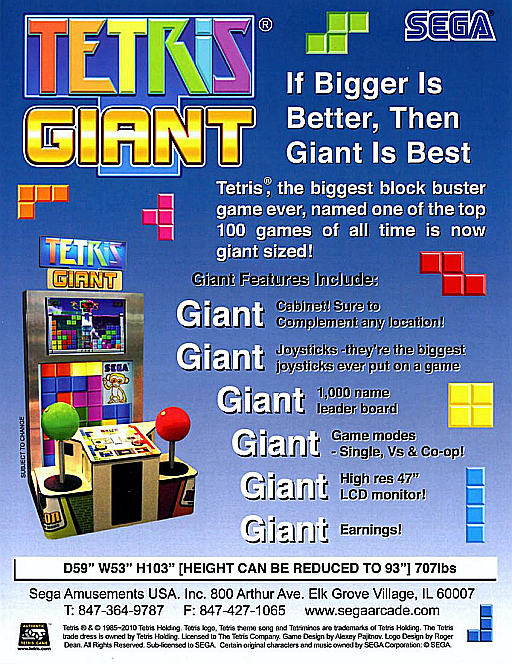 TETRIS®
GIANT
SEGA®
If Bigger Is
Better, Then
Giant Is Best
Tetris®, the biggest block buster
game ever, named one of the top
100 games of all time is now
giant sized!
Giant Features Include:
TETRIS
GIANT
SEGA
SUBJECT TO CHANGE
Giant Cabinet! Sure to
Complement any location!
Giant Joysticks -they're the biggest
joysticks ever put on a game
Giant 1,000 name
leader board
Giant Game modes
- Single, Vs & Co-op!
Giant High res 47”
LCD monitor!
Giant Earnings!
D59” W53” H103” [HEIGHT CAN BE REDUCED TO 93”] 707lbs
Sega Amusements USA. Inc. 800 Arthur Ave. Elk Grove Village, IL 60007
T: 847-364-9787 F: 847-427-1065 www.segaarcade.com
AUTHENTIC
TETRIS GAME
www.tetris.com
Tetris ® & © 1985~2010 Tetris Holding. Tetris logo, Tetris theme song and Tetriminos are trademarks of Tetris Holding. The Tetris
trade dress is owned by Tetris Holding. Licensed to The Tetris Company. Game Design by Alexey Pajitnov. Logo Design by Roger
Dean. All Rights Reserved. Sub-licensed to SEGA. Certain original characters and music owned by SEGA Corporation: © SEGA.